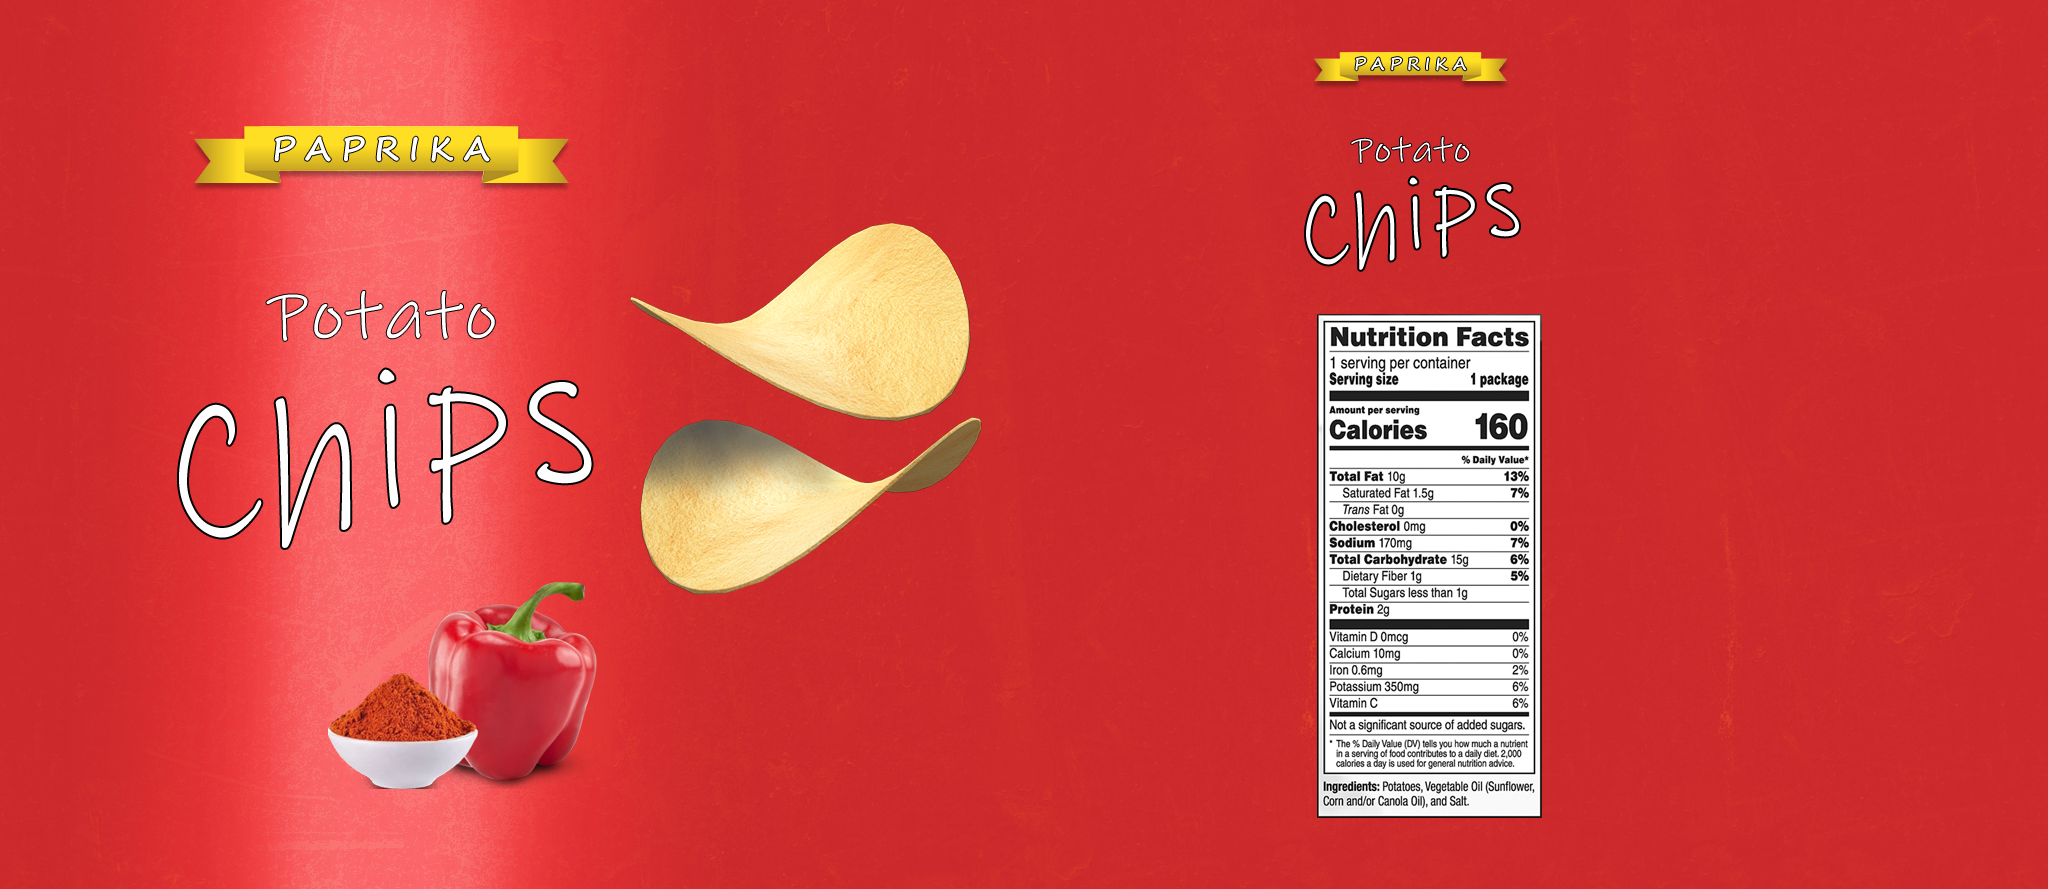 PAPRIKA
Potato
Chips
PAPRIKA
Potato
Chips
Nutrition Facts
1 serving per container
Serving size 1 package
Amount per serving
Calories 160
% Daily Value*
Total Fat 10g 13%
Saturated Fat 1.5g 7%
Trans Fat 0g
Cholesterol 0mg 0%
Sodium 170mg 7%
Total Carbohydrate 15g 6%
Dietary Fiber 1g 5%
Total Sugars less than 1g
Protein 2g
Vitamin D 0mcg 0%
Calcium 10mg 0%
Iron 0.6mg 2%
Potassium 350mg 6%
Vitamin C 6%
Not a significant source of added sugars.
* The % Daily Value (DV) tells you how much a nutrient
in a serving of food contributes to a daily diet. 2,000
calories a day is used for general nutrition advice.
Ingredients: Potatoes, Vegetable Oil (Sunflower,
Corn and/or Canola Oil), and Salt.